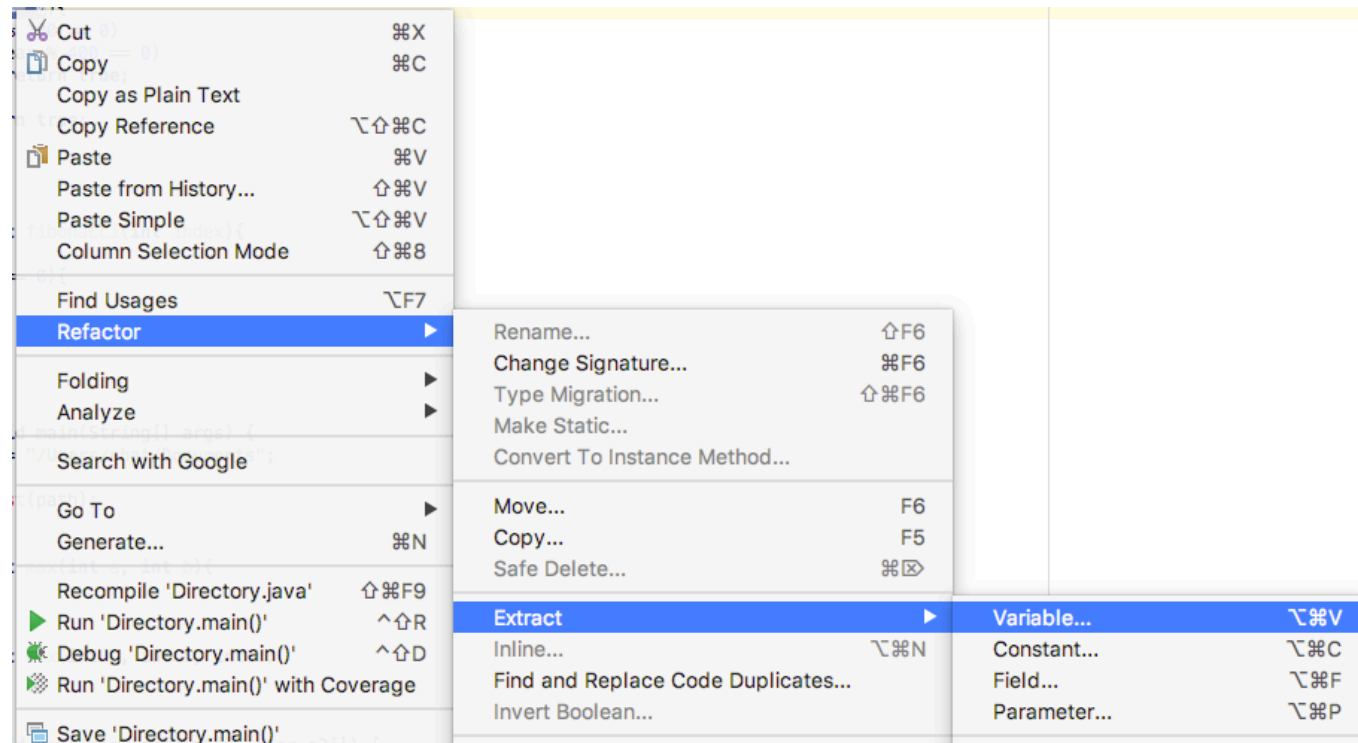 Cut ⌘X
Copy ⌘C
Copy as Plain Text
Copy Reference ⌥⇧⌘C
Paste ⌘V
Paste from History... ⇧⌘V
Paste Simple ⌥⇧⌘V
Column Selection Mode ⇧⌘8
Find Usages ⌥F7
Refactor
Folding
Analyze
Search with Google
Go To
Generate... ⌘N
Recompile 'Directory.java' ⇧⌘F9
Run 'Directory.main()' ^⇧R
Debug 'Directory.main()' ^⇧D
Run 'Directory.main()' with Coverage
Save 'Directory.main()'
Rename... ⇧F6
Change Signature... ⌘F6
Type Migration... ⇧⌘F6
Make Static...
Convert To Instance Method...
Move... F6
Copy... F5
Safe Delete... ⌘⌦
Extract
Inline... ⌥⌘N
Find and Replace Code Duplicates...
Invert Boolean...
Variable... ⌥⌘V
Constant... ⌥⌘C
Field... ⌥⌘F
Parameter... ⌥⌘P